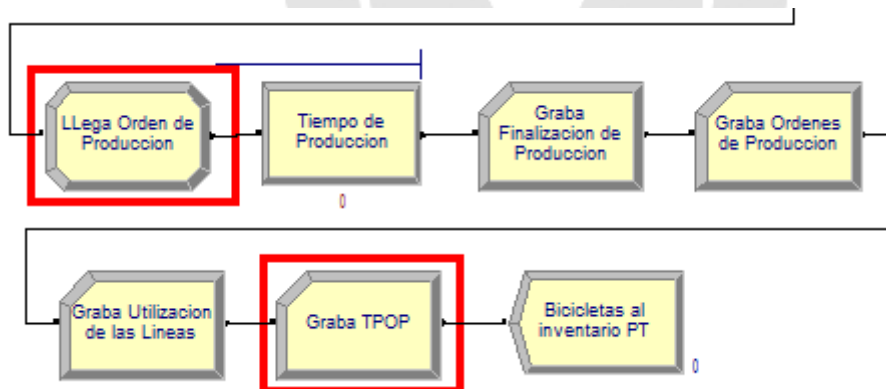 LLega Orden de
Produccion
Tiempo de
Produccion
0
Graba
Finalizacion de
Produccion
Graba Ordenes
de Produccion
Graba Utilizacion
de las Lineas
Graba TPOP
Bicicletas al
inventario PT
0